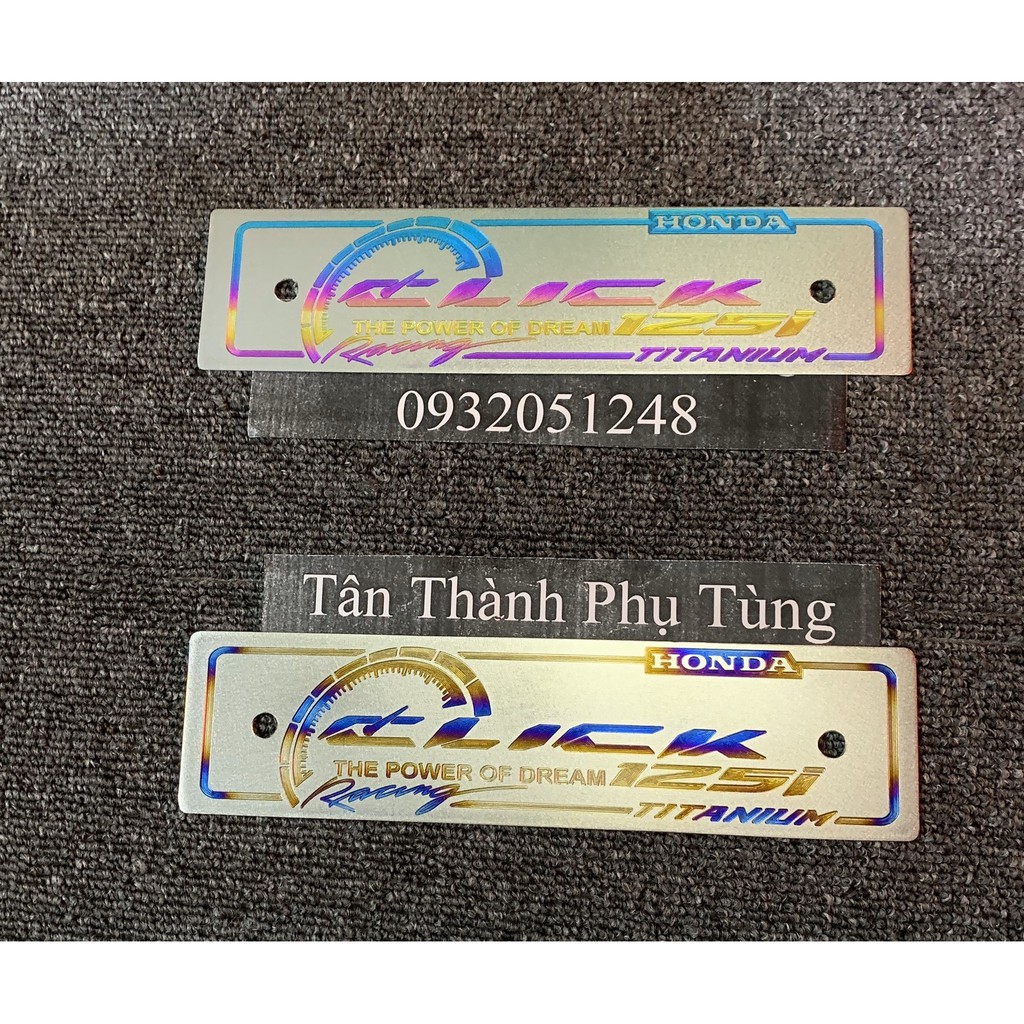 HONDA
CLICK
THE POWER OF DREAM 125i
Racing TITANIUM
0932051248
Tân Thành Phụ Tùng
HONDA
CLICK
THE POWER OF DREAM 125i
Racing TITANIUM